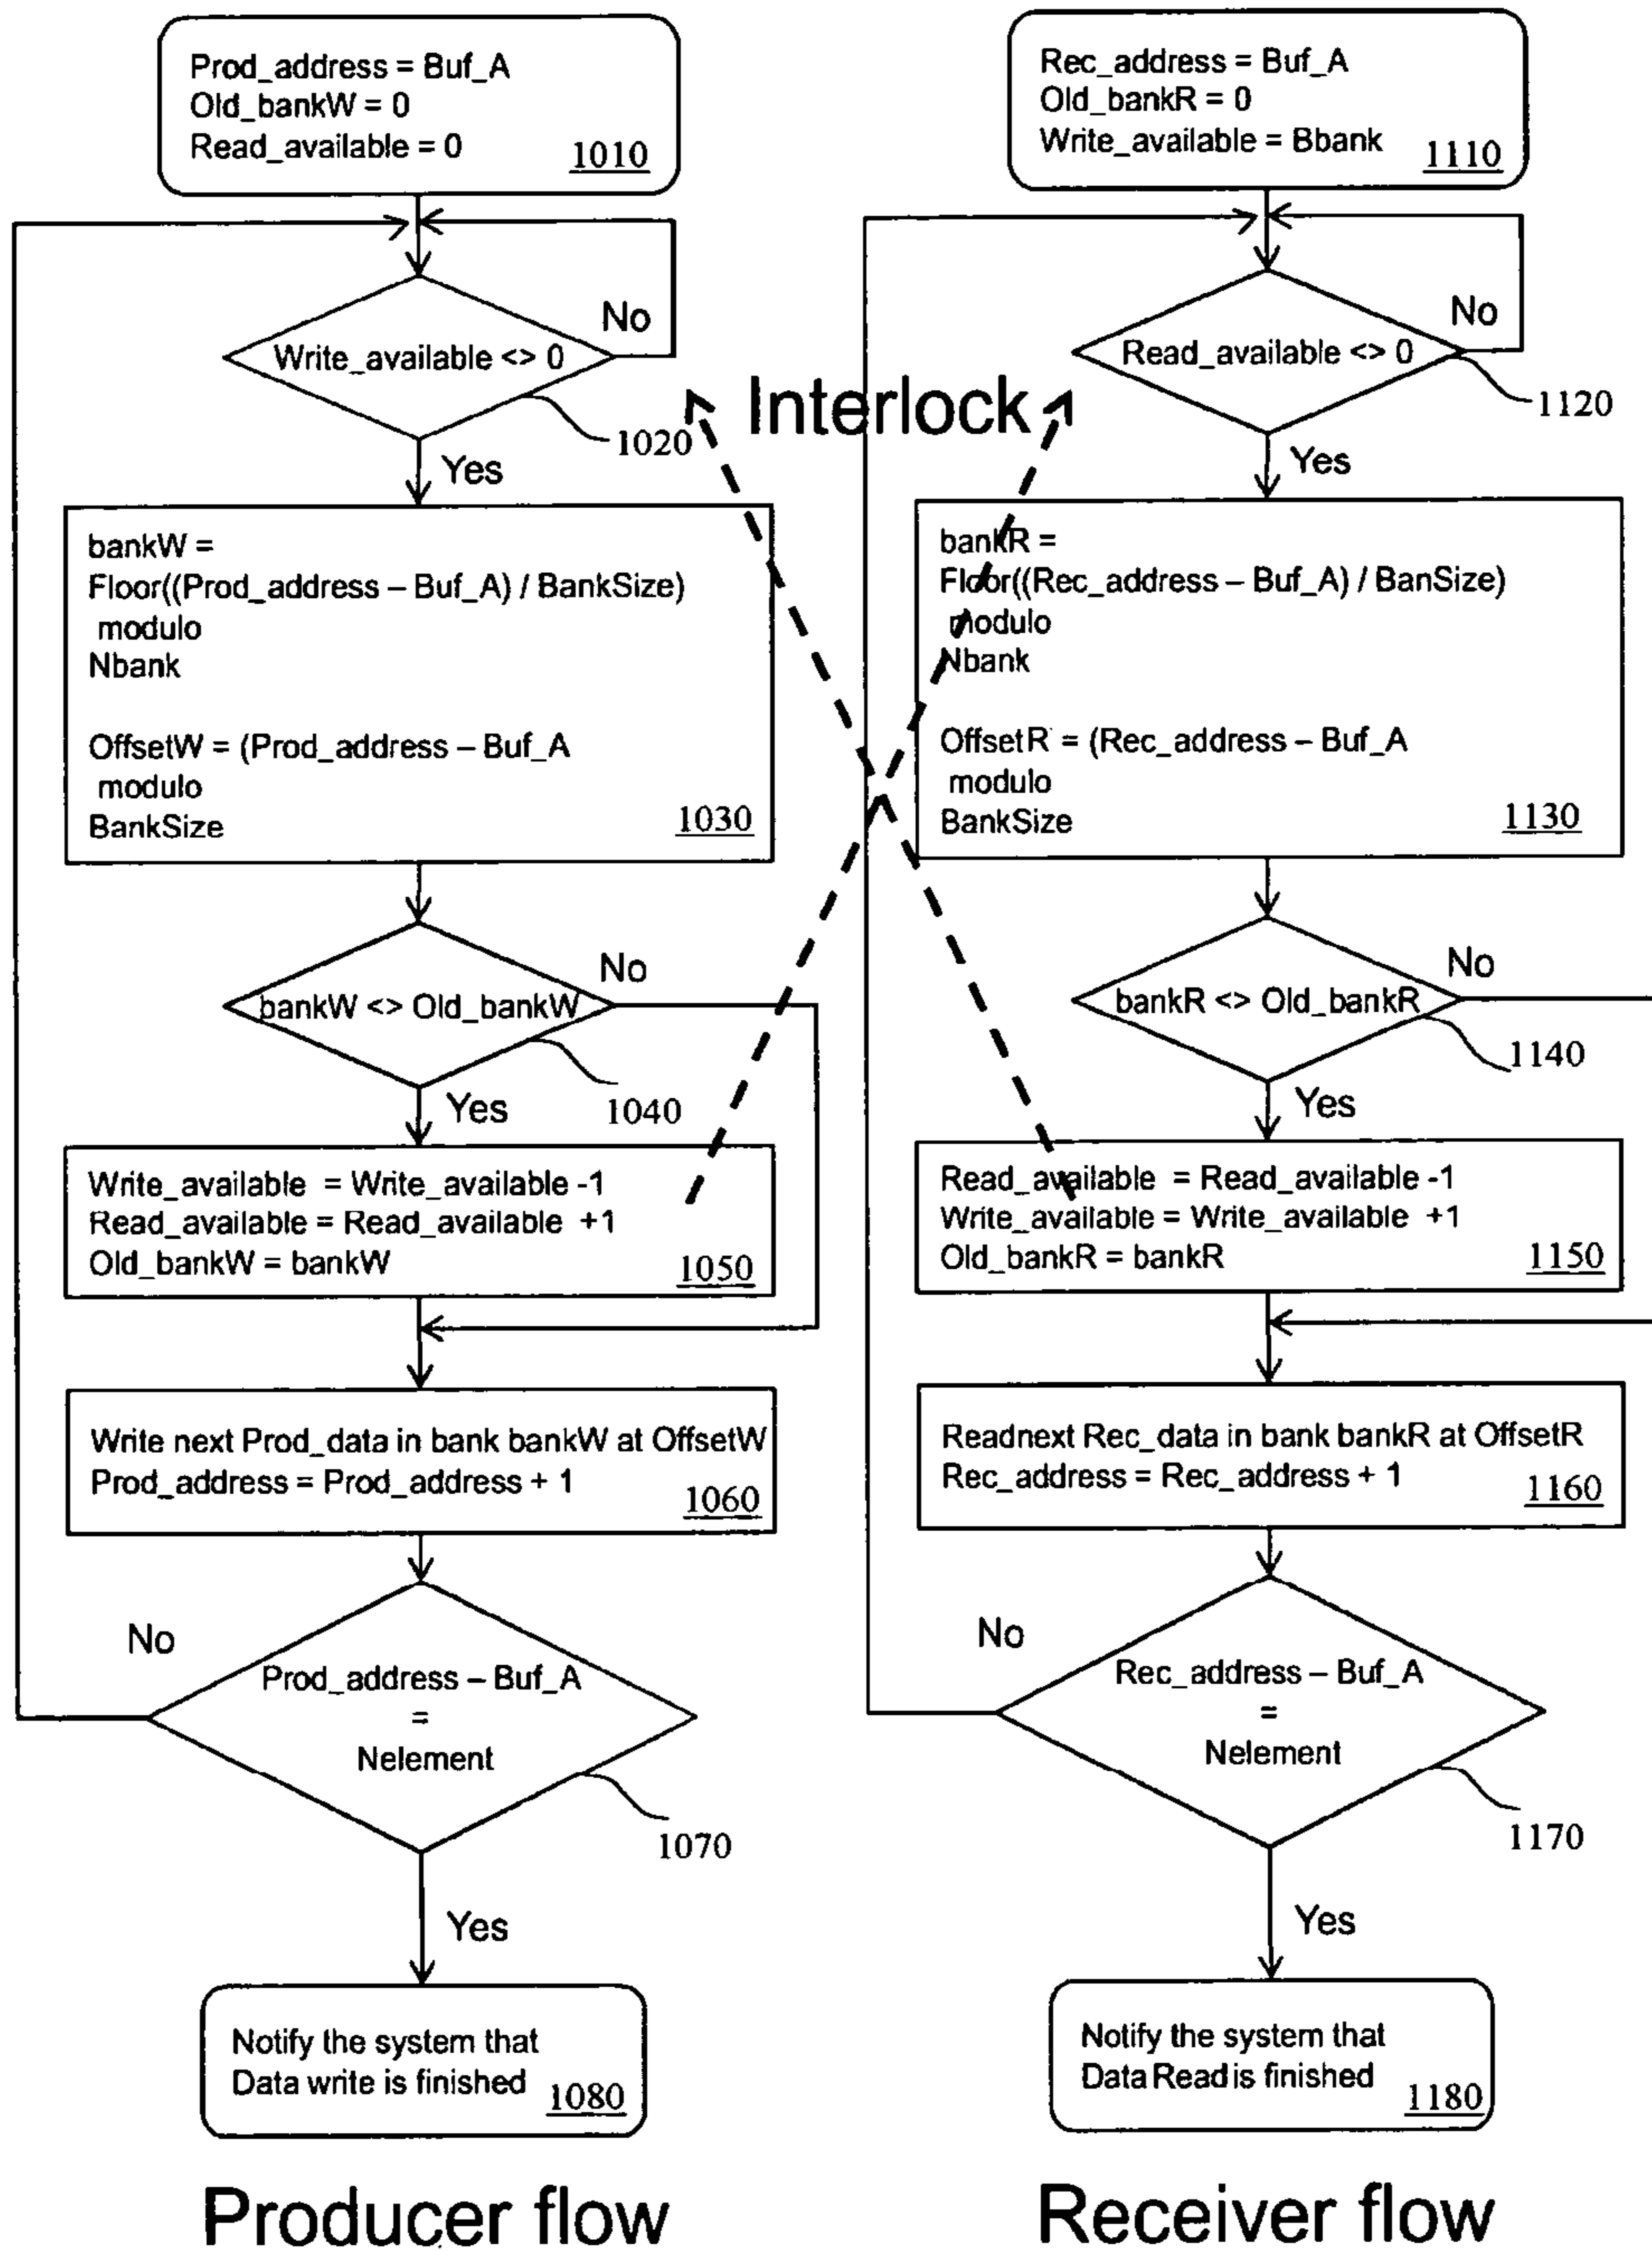 Prod_address = Buf_A
Old_bankW = 0
Read_available = 0
1010
No
Write_available <> 0
1020
Yes
bankW =
Floor((Prod_address – Buf_A) / BankSize)
modulo
Nbank
OffsetW = (Prod_address – Buf_A
modulo
BankSize
1030
No
bankW <> Old_bankW
1040
Yes
Write_available = Write_available -1
Read_available = Read_available +1
Old_bankW = bankW
1050
Write next Prod_data in bank bankW at OffsetW
Prod_address = Prod_address + 1
1060
No
Prod_address – Buf_A
=
Nelement
1070
Yes
Notify the system that
Data write is finished
1080
Producer flow
Interlock
Rec_address = Buf_A
Old_bankR = 0
Write_available = Bbank
1110
No
Read_available <> 0
1120
Yes
bankR =
Floor((Rec_address – Buf_A) / BanSize)
modulo
Nbank
OffsetR = (Rec_address – Buf_A
modulo
BankSize
1130
No
bankR <> Old_bankR
1140
Yes
Read_available = Read_available -1
Write_available = Write_available +1
Old_bankR = bankR
1150
Readnext Rec_data in bank bankR at OffsetR
Rec_address = Rec_address + 1
1160
No
Rec_address – Buf_A
=
Nelement
1170
Yes
Notify the system that
Data Read is finished
1180
Receiver flow